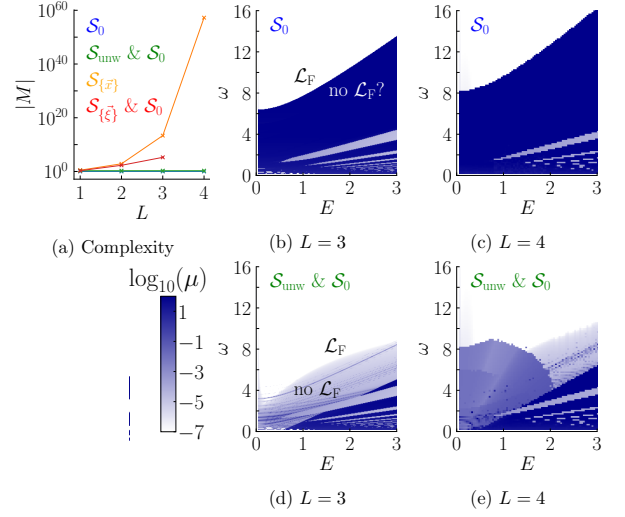 10^60
10^40
10^20
10^0
|M|
S_0
S_unw & S_0
S_{x⃗}
S_{ξ⃗} & S_0
1 2 3 4
L
(a) Complexity
16
12
8
4
0
ω
S_0
L_F
no L_F?
0 1 2 3
E
(b) L = 3
16
12
8
4
0
ω
S_0
0 1 2 3
E
(c) L = 4
log_10(μ)
1
−1
−3
−5
−7
16
12
8
4
0
ω
S_unw & S_0
L_F
no L_F
0 1 2 3
E
(d) L = 3
16
12
8
4
0
ω
S_unw & S_0
0 1 2 3
E
(e) L = 4